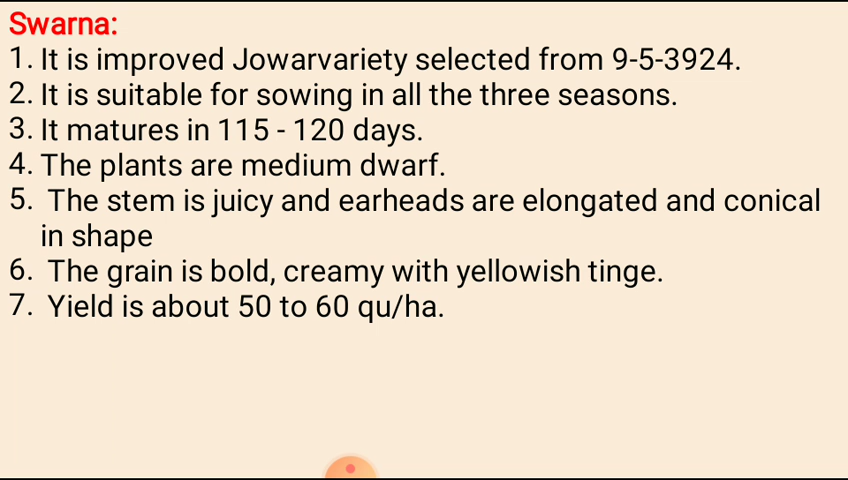 Swarna:
1. It is improved Jowarvariety selected from 9-5-3924.
2. It is suitable for sowing in all the three seasons.
3. It matures in 115 - 120 days.
4. The plants are medium dwarf.
5. The stem is juicy and earheads are elongated and conical
in shape
6. The grain is bold, creamy with yellowish tinge.
7. Yield is about 50 to 60 qu/ha.